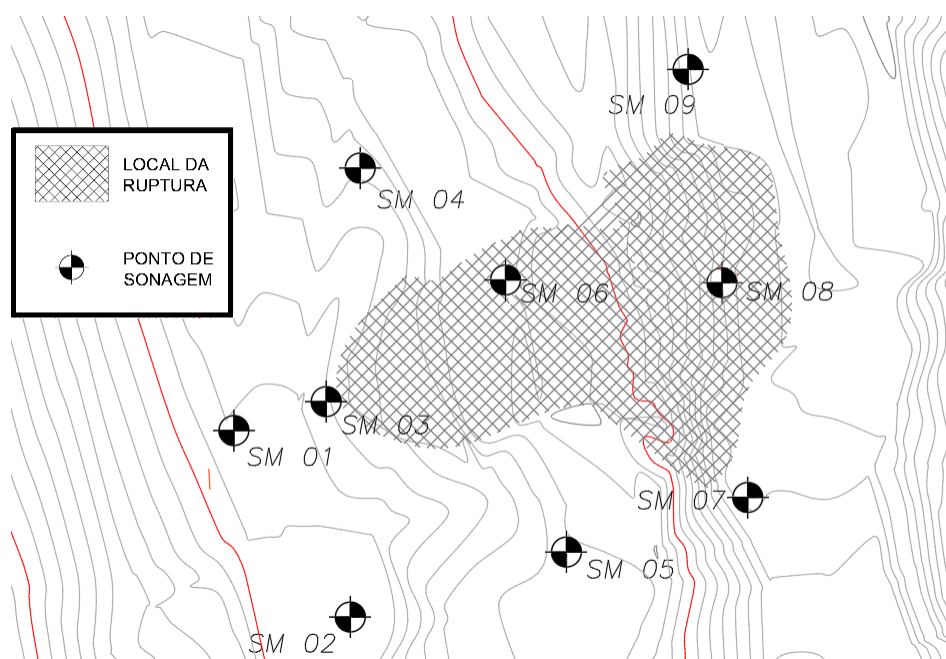 SM 09
LOCAL DA
RUPTURA
SM 04
PONTO DE
SONAGEM
SM 06
SM 08
SM 03
SM 01
SM 07
SM 05
SM 02